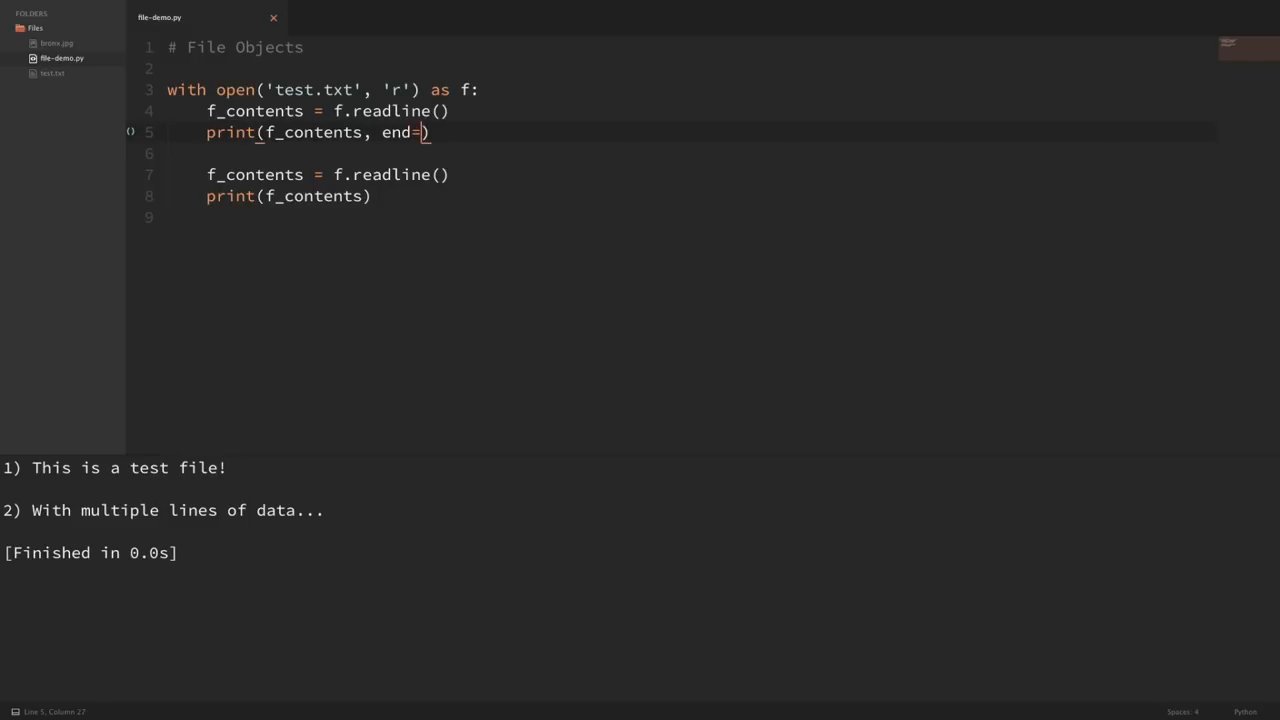 FOLDERS
Files
bronx.jpg
file-demo.py
test.txt
file-demo.py
1 # File Objects
2
3 with open('test.txt', 'r') as f:
4     f_contents = f.readline()
5     print(f_contents, end=)
6
7     f_contents = f.readline()
8     print(f_contents)
9
1) This is a test file!
2) With multiple lines of data...
[Finished in 0.0s]
Line 5, Column 27
Spaces: 4
Python